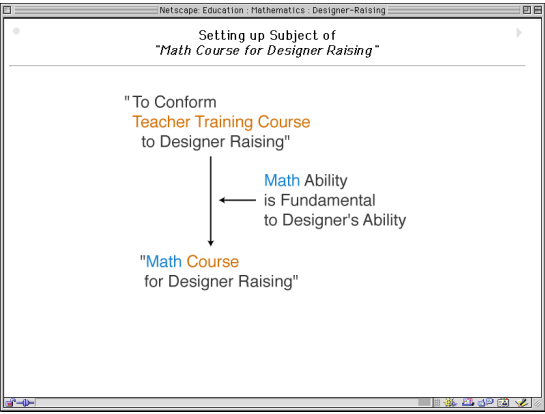 Netscape: Education : Mathematics : Designer-Raising
Setting up Subject of
"Math Course for Designer Raising"
"To Conform
Teacher Training Course
to Designer Raising"
Math Ability
is Fundamental
to Designer's Ability
"Math Course
for Designer Raising"